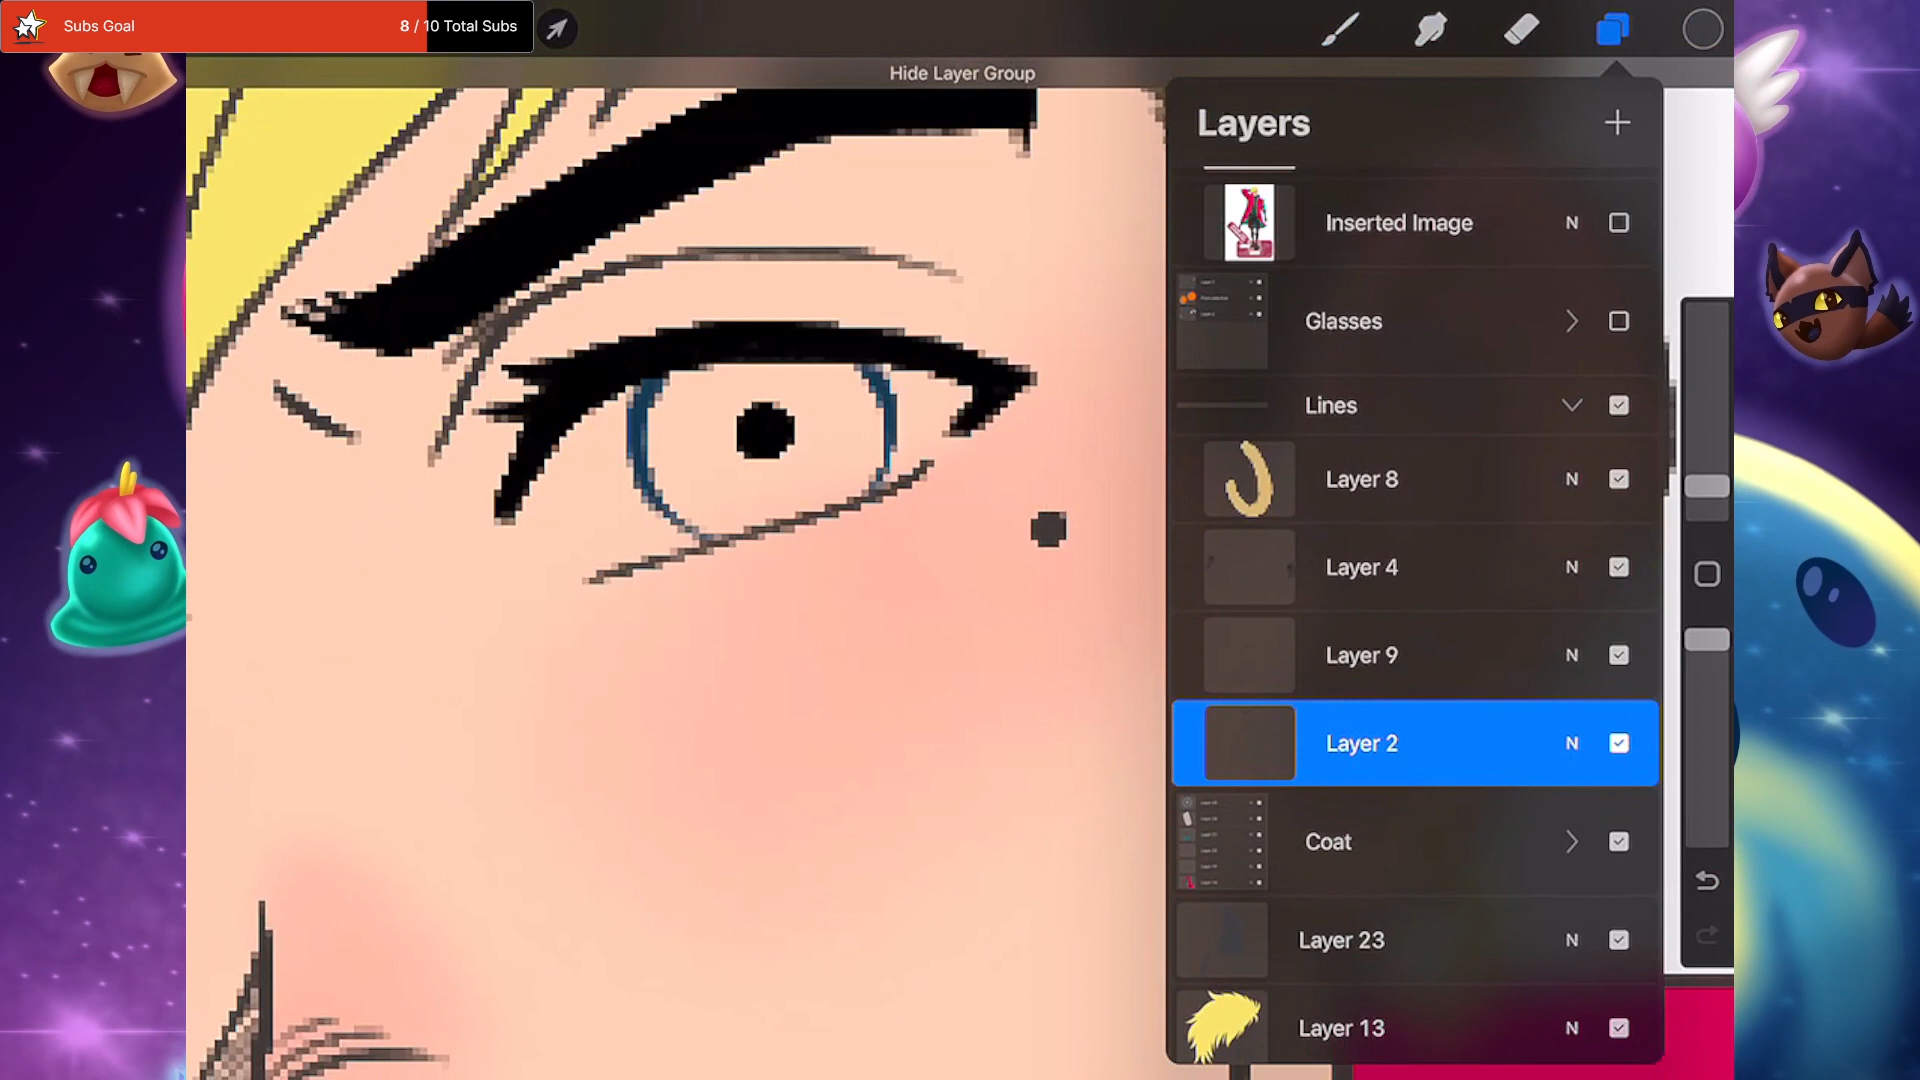 Subs Goal
8 / 10 Total Subs
Hide Layer Group
Layers
Inserted Image N
Glasses
Lines
Layer 8 N
Layer 4 N
Layer 9 N
Layer 2 N
Coat
Layer 23 N
Layer 13 N